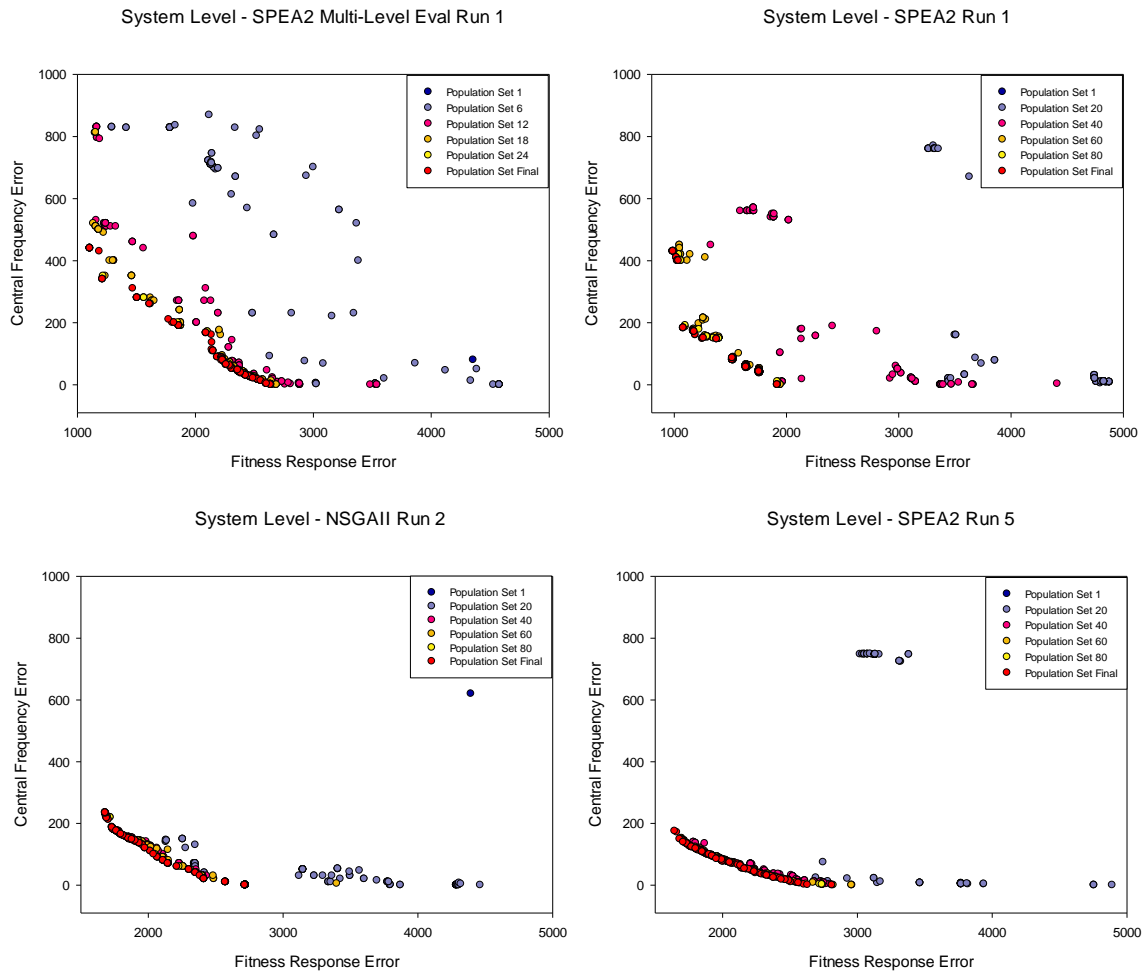 System Level - SPEA2 Multi-Level Eval Run 1
1000
800
600
400
200
0
Central Frequency Error
Population Set 1
Population Set 6
Population Set 12
Population Set 18
Population Set 24
Population Set Final
1000 2000 3000 4000 5000
Fitness Response Error
System Level - SPEA2 Run 1
1000
800
600
400
200
0
Central Frequency Error
Population Set 1
Population Set 20
Population Set 40
Population Set 60
Population Set 80
Population Set Final
1000 2000 3000 4000 5000
Fitness Response Error
System Level - NSGAII Run 2
1000
800
600
400
200
0
Central Frequency Error
Population Set 1
Population Set 20
Population Set 40
Population Set 60
Population Set 80
Population Set Final
2000 3000 4000 5000
Fitness Response Error
System Level - SPEA2 Run 5
1000
800
600
400
200
0
Central Frequency Error
Population Set 1
Population Set 20
Population Set 40
Population Set 60
Population Set 80
Population Set Final
2000 3000 4000 5000
Fitness Response Error